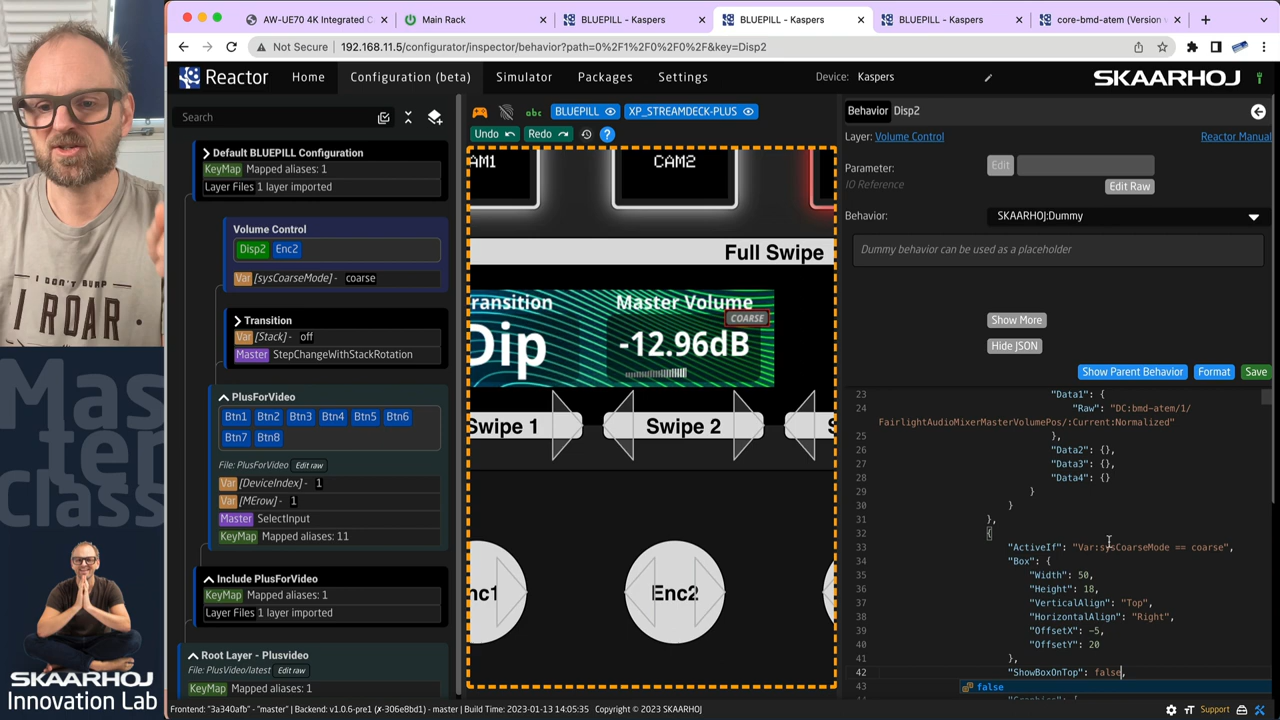 AW-UE70 4K Integrated C
Main Rack
BLUEPILL - Kaspers
BLUEPILL - Kaspers
BLUEPILL - Kaspers
core-bmd-atem (Version
Not Secure | 192.168.11.5/configurator/inspector/behavior?path=0%2F1%2F0%2F0%2F&key=Disp2
Reactor
Home
Configuration (beta)
Simulator
Packages
Settings
Device:
Kaspers
SKAARHOJ
I DON'T BURP
I ROAR
Master Class
SKAARHOJ
Innovation Lab
Search
Default BLUEPILL Configuration
KeyMap Mapped aliases: 1
Layer Files 1 layer imported
Volume Control
Disp2 Enc2
Var [sysCoarseMode] - coarse
Transition
Var [Stack] - off
Master StepChangeWithStackRotation
PlusForVideo
Btn1 Btn2 Btn3 Btn4 Btn5 Btn6
Btn7 Btn8
File: PlusForVideo Edit raw
Var [DeviceIndex] - 1
Var [MErow] - 1
Master SelectInput
KeyMap Mapped aliases: 11
Include PlusForVideo
KeyMap Mapped aliases: 1
Layer Files 1 layer imported
Root Layer - Plusvideo
File: PlusVideo/latest Edit raw
KeyMap Mapped aliases: 1
abc BLUEPILL XP_STREAMDECK-PLUS
Undo Redo ?
AM1 CAM2
Full Swipe
ransition Master Volume
COARSE
Dip -12.96dB
Swipe 1 Swipe 2 S
nc1 Enc2
Behavior Disp2
Layer: Volume Control Reactor Manual
Parameter: Edit
IO Reference
Edit Raw
Behavior: SKAARHOJ:Dummy
Dummy behavior can be used as a placeholder
Show More
Hide JSON
Show Parent Behavior Format Save
23 "Data1": {
24 "Raw": "DC:bmd-atem/1/
FairlightAudioMixerMasterVolumePos/:Current:Normalized"
25 },
26 "Data2": {},
27 "Data3": {},
28 "Data4": {}
29 }
30 }
31 },
32 {
33 "ActiveIf": "Var:sysCoarseMode == coarse",
34 "Box": {
35 "Width": 50,
36 "Height": 18,
37 "VerticalAlign": "Top",
38 "HorizontalAlign": "Right",
39 "OffsetX": -5,
40 "OffsetY": 20
41 },
42 "ShowBoxOnTop": false,
43
false
Frontend: "3a340afb" - "master" | Backend: v1.0.0 (✗-306e8bd1) - master | Build Time: 2023-01-13 14:05:35 Copyright © 2023 SKAARHOJ
Support